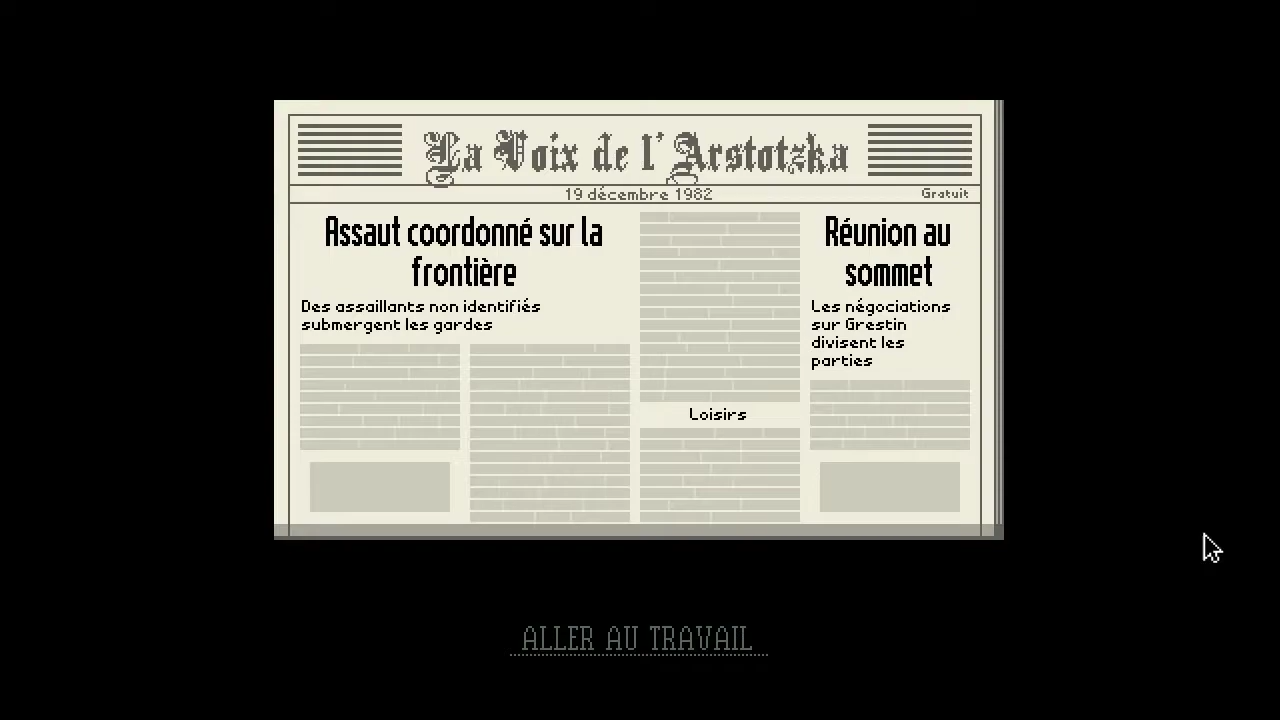 La Voix de l'Arstotzka
19 décembre 1982
Gratuit
Assaut coordonné sur la
frontière
Des assaillants non identifiés
submergent les gardes
Loisirs
Réunion au
sommet
Les négociations
sur Grestin
divisent les
parties
ALLER AU TRAVAIL